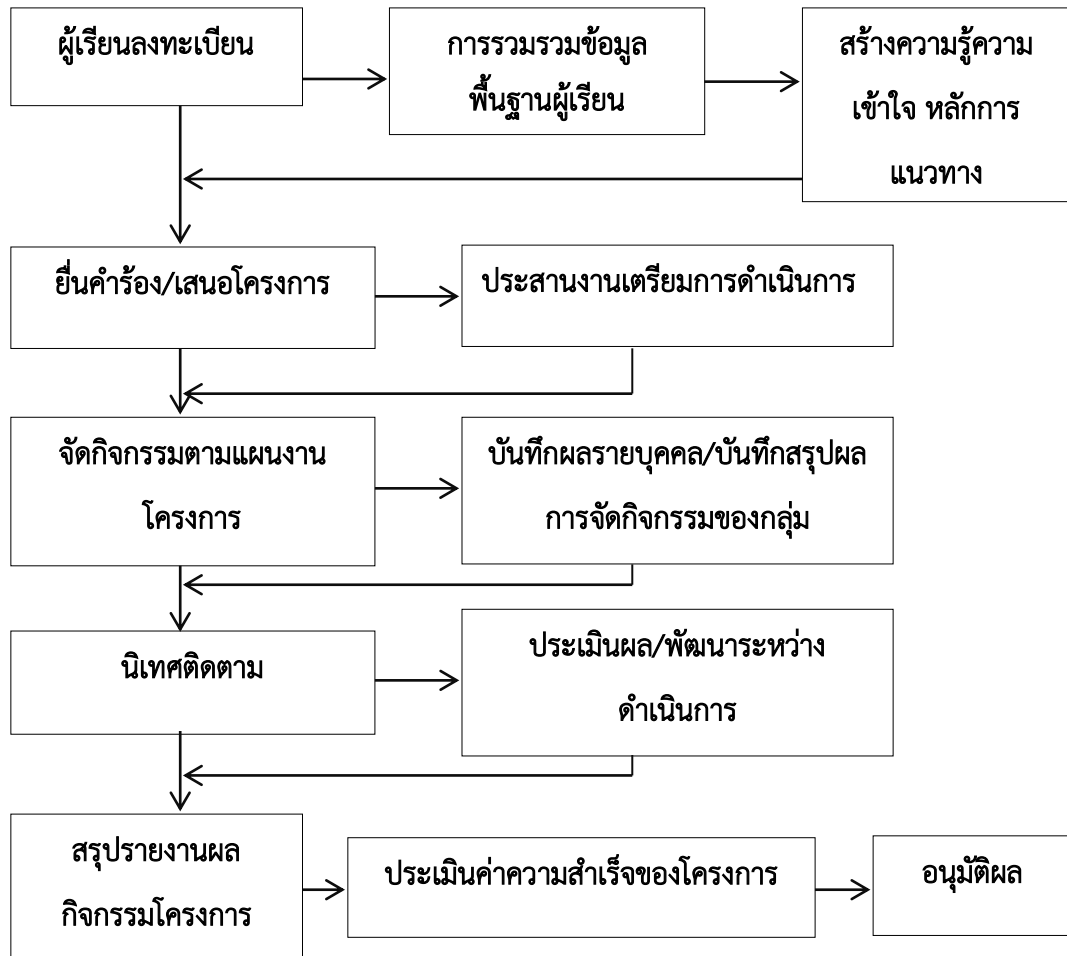 ผู้เรียนลงทะเบียน
การรวมรวมข้อมูล
พื้นฐานผู้เรียน
สร้างความรู้ความ
เข้าใจ หลักการ
แนวทาง
ยื่นคำร้อง/เสนอโครงการ
ประสานงานเตรียมการดำเนินการ
จัดกิจกรรมตามแผนงาน
โครงการ
บันทึกผลรายบุคคล/บันทึกสรุปผล
การจัดกิจกรรมของกลุ่ม
นิเทศติดตาม
ประเมินผล/พัฒนาระหว่าง
ดำเนินการ
สรุปรายงานผล
กิจกรรมโครงการ
ประเมินค่าความสำเร็จของโครงการ
อนุมัติผล